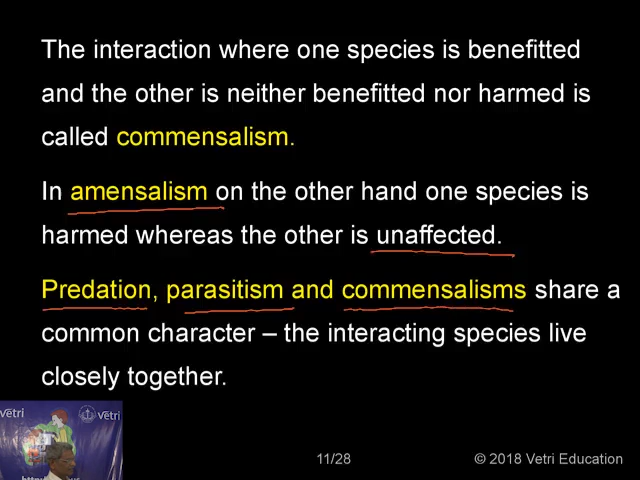 The interaction where one species is benefitted
and the other is neither benefitted nor harmed is
called commensalism.
In amensalism on the other hand one species is
harmed whereas the other is unaffected.
Predation, parasitism and commensalisms share a
common character – the interacting species live
closely together.
Vetri
11/28
© 2018 Vetri Education